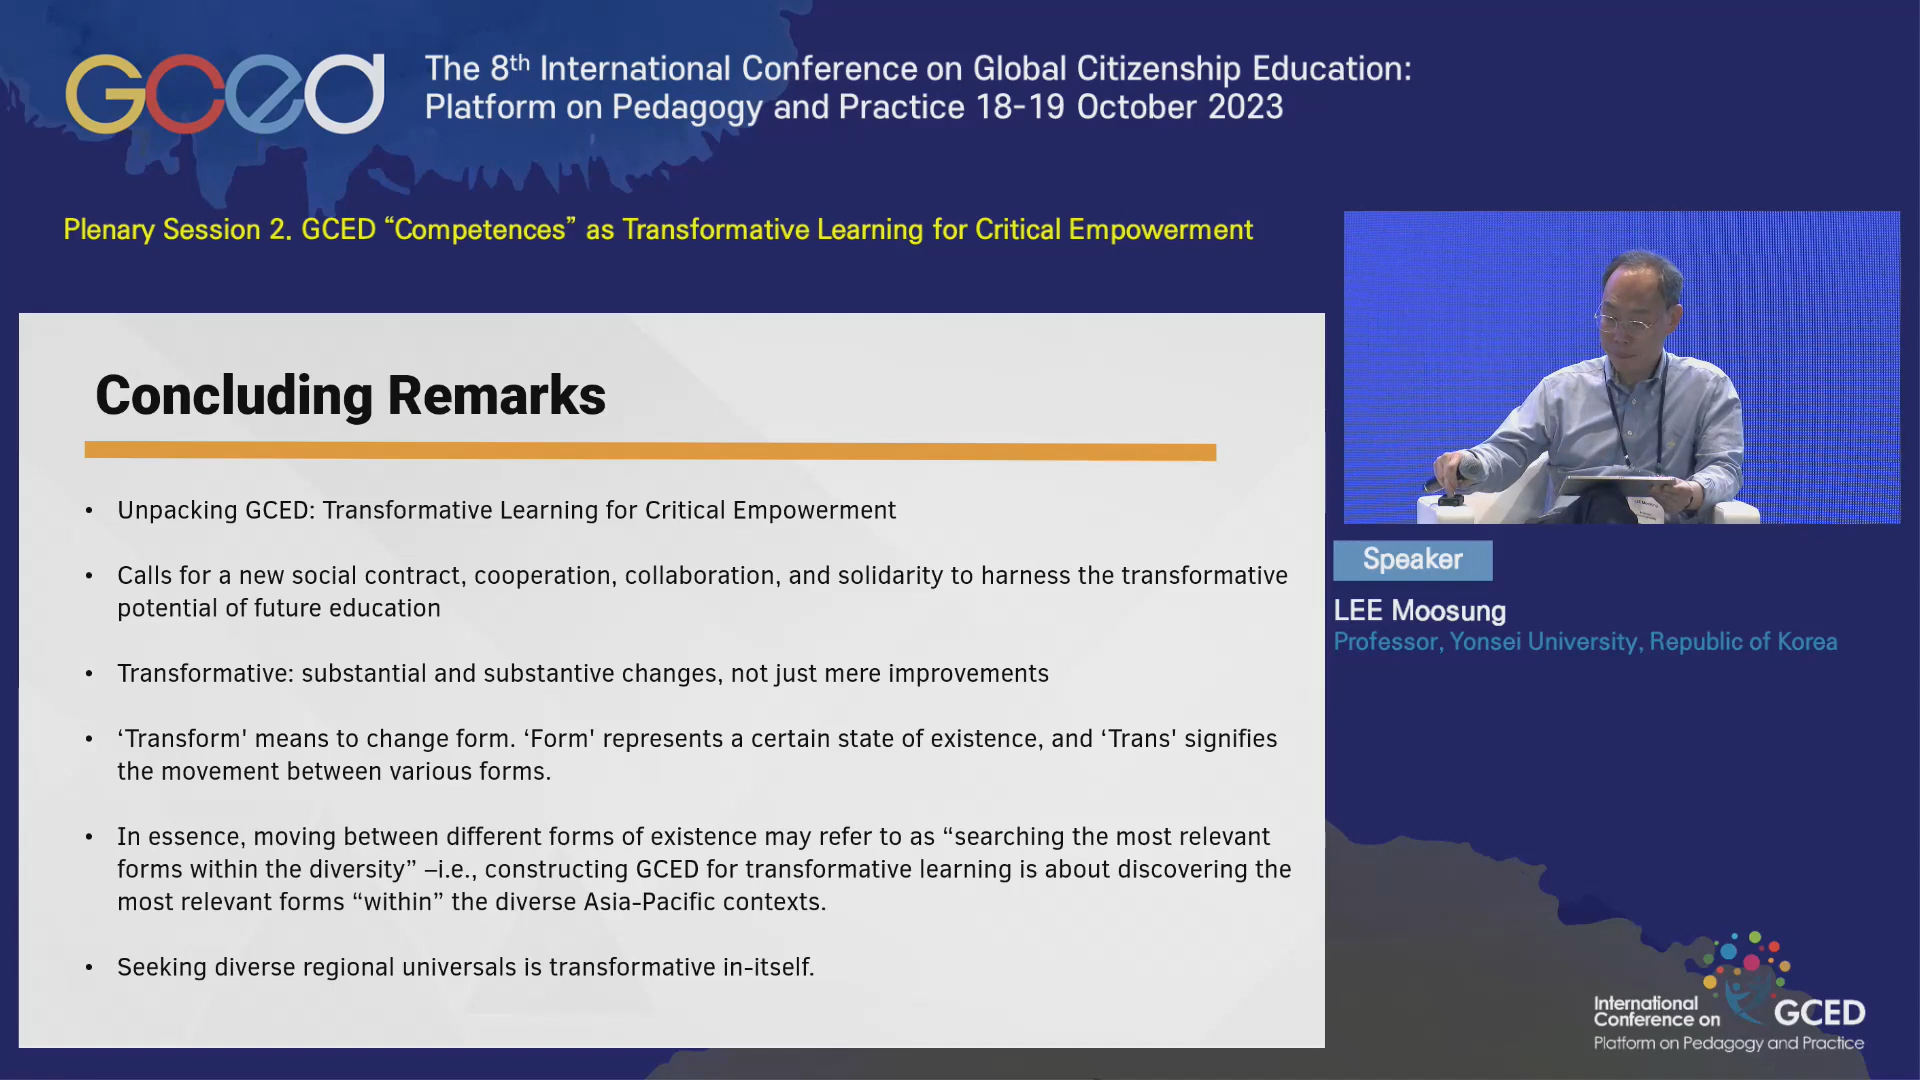 GCed
The 8th International Conference on Global Citizenship Education:
Platform on Pedagogy and Practice 18-19 October 2023
Plenary Session 2. GCED “Competences” as Transformative Learning for Critical Empowerment
Concluding Remarks
• Unpacking GCED: Transformative Learning for Critical Empowerment
• Calls for a new social contract, cooperation, collaboration, and solidarity to harness the transformative
potential of future education
• Transformative: substantial and substantive changes, not just mere improvements
• ‘Transform' means to change form. ‘Form' represents a certain state of existence, and ‘Trans' signifies
the movement between various forms.
• In essence, moving between different forms of existence may refer to as “searching the most relevant
forms within the diversity” –i.e., constructing GCED for transformative learning is about discovering the
most relevant forms “within” the diverse Asia-Pacific contexts.
• Seeking diverse regional universals is transformative in-itself.
Speaker
LEE Moosung
Professor, Yonsei University, Republic of Korea
International
Conference on GCED
Platform on Pedagogy and Practice